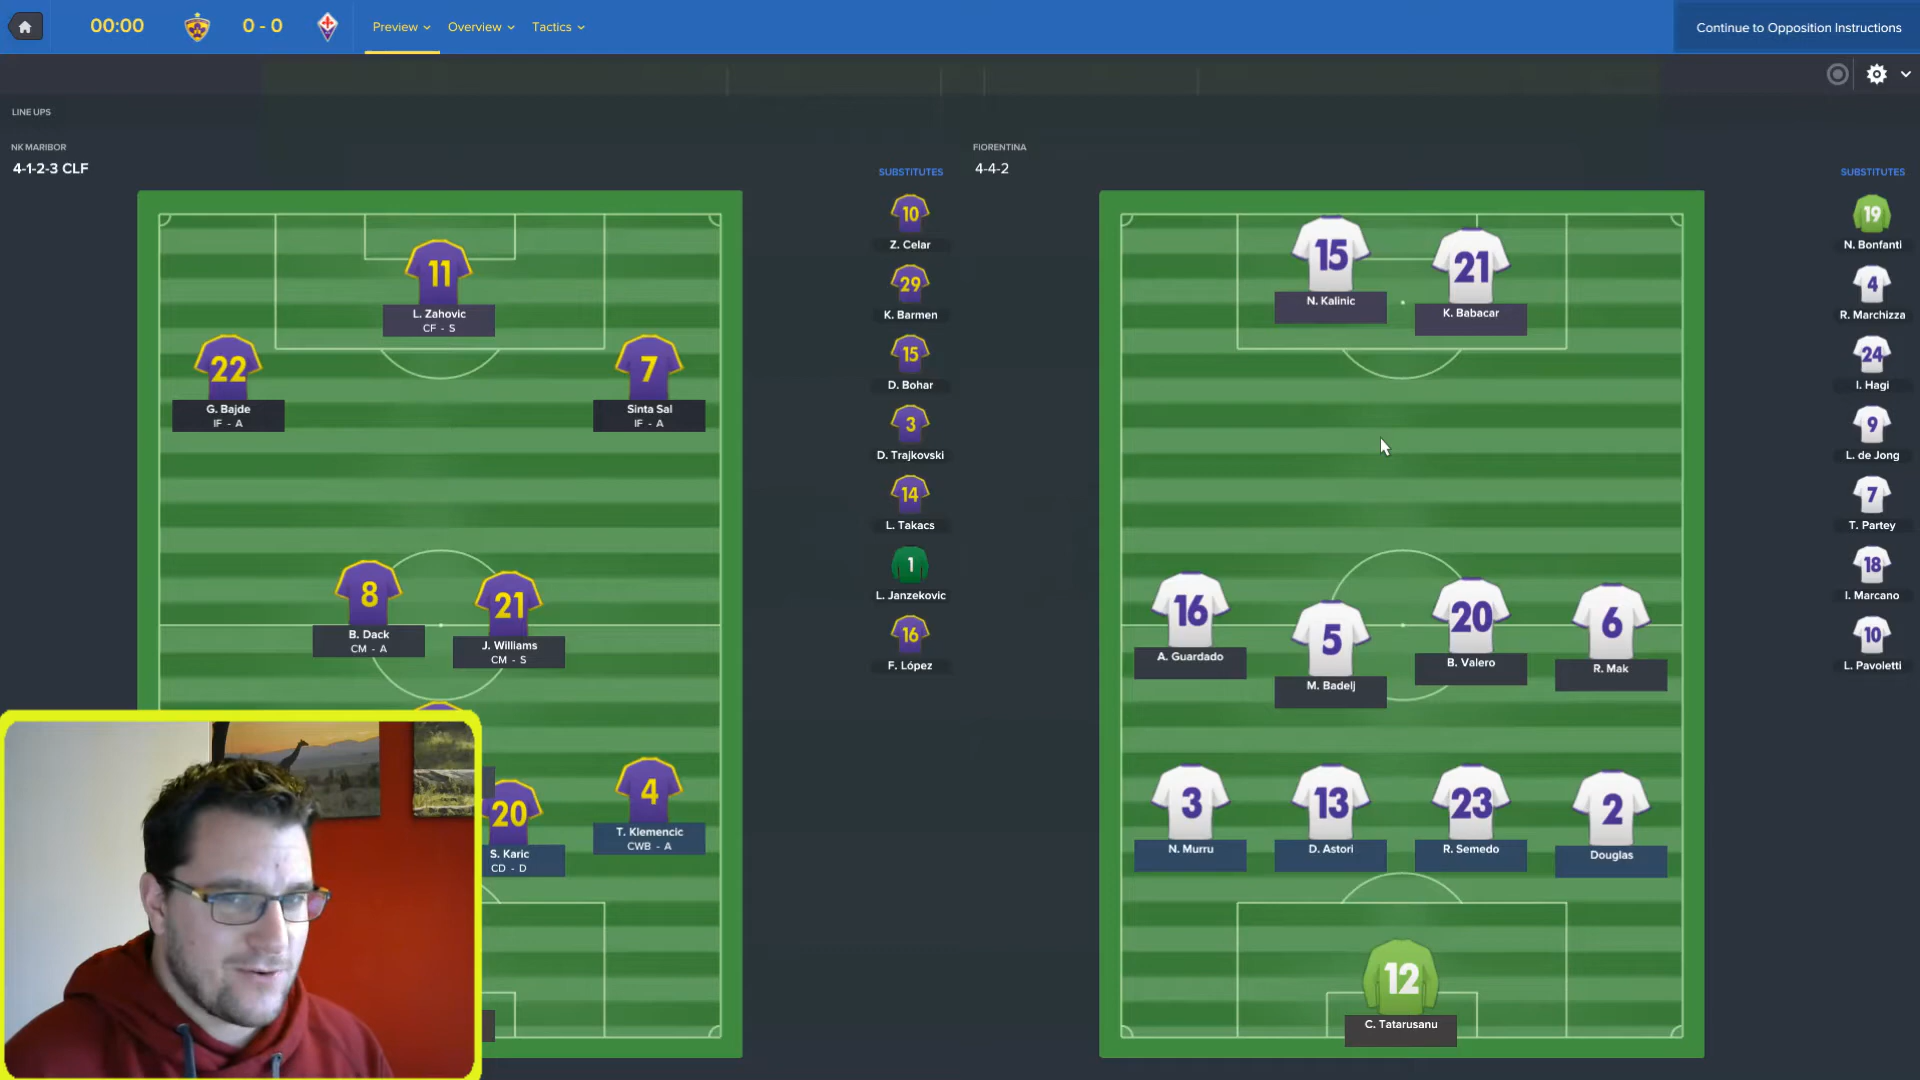 00:00
0 - 0
Preview
Overview
Tactics
Continue to Opposition Instructions
LINE UPS
NK MARIBOR
4-1-2-3 CLF
11
L. Zahovic
CF - S
22
G. Bajde
IF - A
7
Sinta Sal
IF - A
8
B. Dack
CM - A
21
J. Williams
CM - S
20
S. Karic
CD - D
4
T. Klemencic
CWB - A
SUBSTITUTES
10
Z. Celar
29
K. Barmen
15
D. Bohar
3
D. Trajkovski
14
L. Takacs
1
L. Janzekovic
16
F. López
FIORENTINA
4-4-2
15
N. Kalinic
21
K. Babacar
16
A. Guardado
5
M. Badelj
20
B. Valero
6
R. Mak
3
N. Murru
13
D. Astori
23
R. Semedo
2
Douglas
12
C. Tatarusanu
SUBSTITUTES
19
N. Bonfanti
4
R. Marchizza
24
I. Hagi
9
L. de Jong
7
T. Partey
18
I. Marcano
10
L. Pavoletti